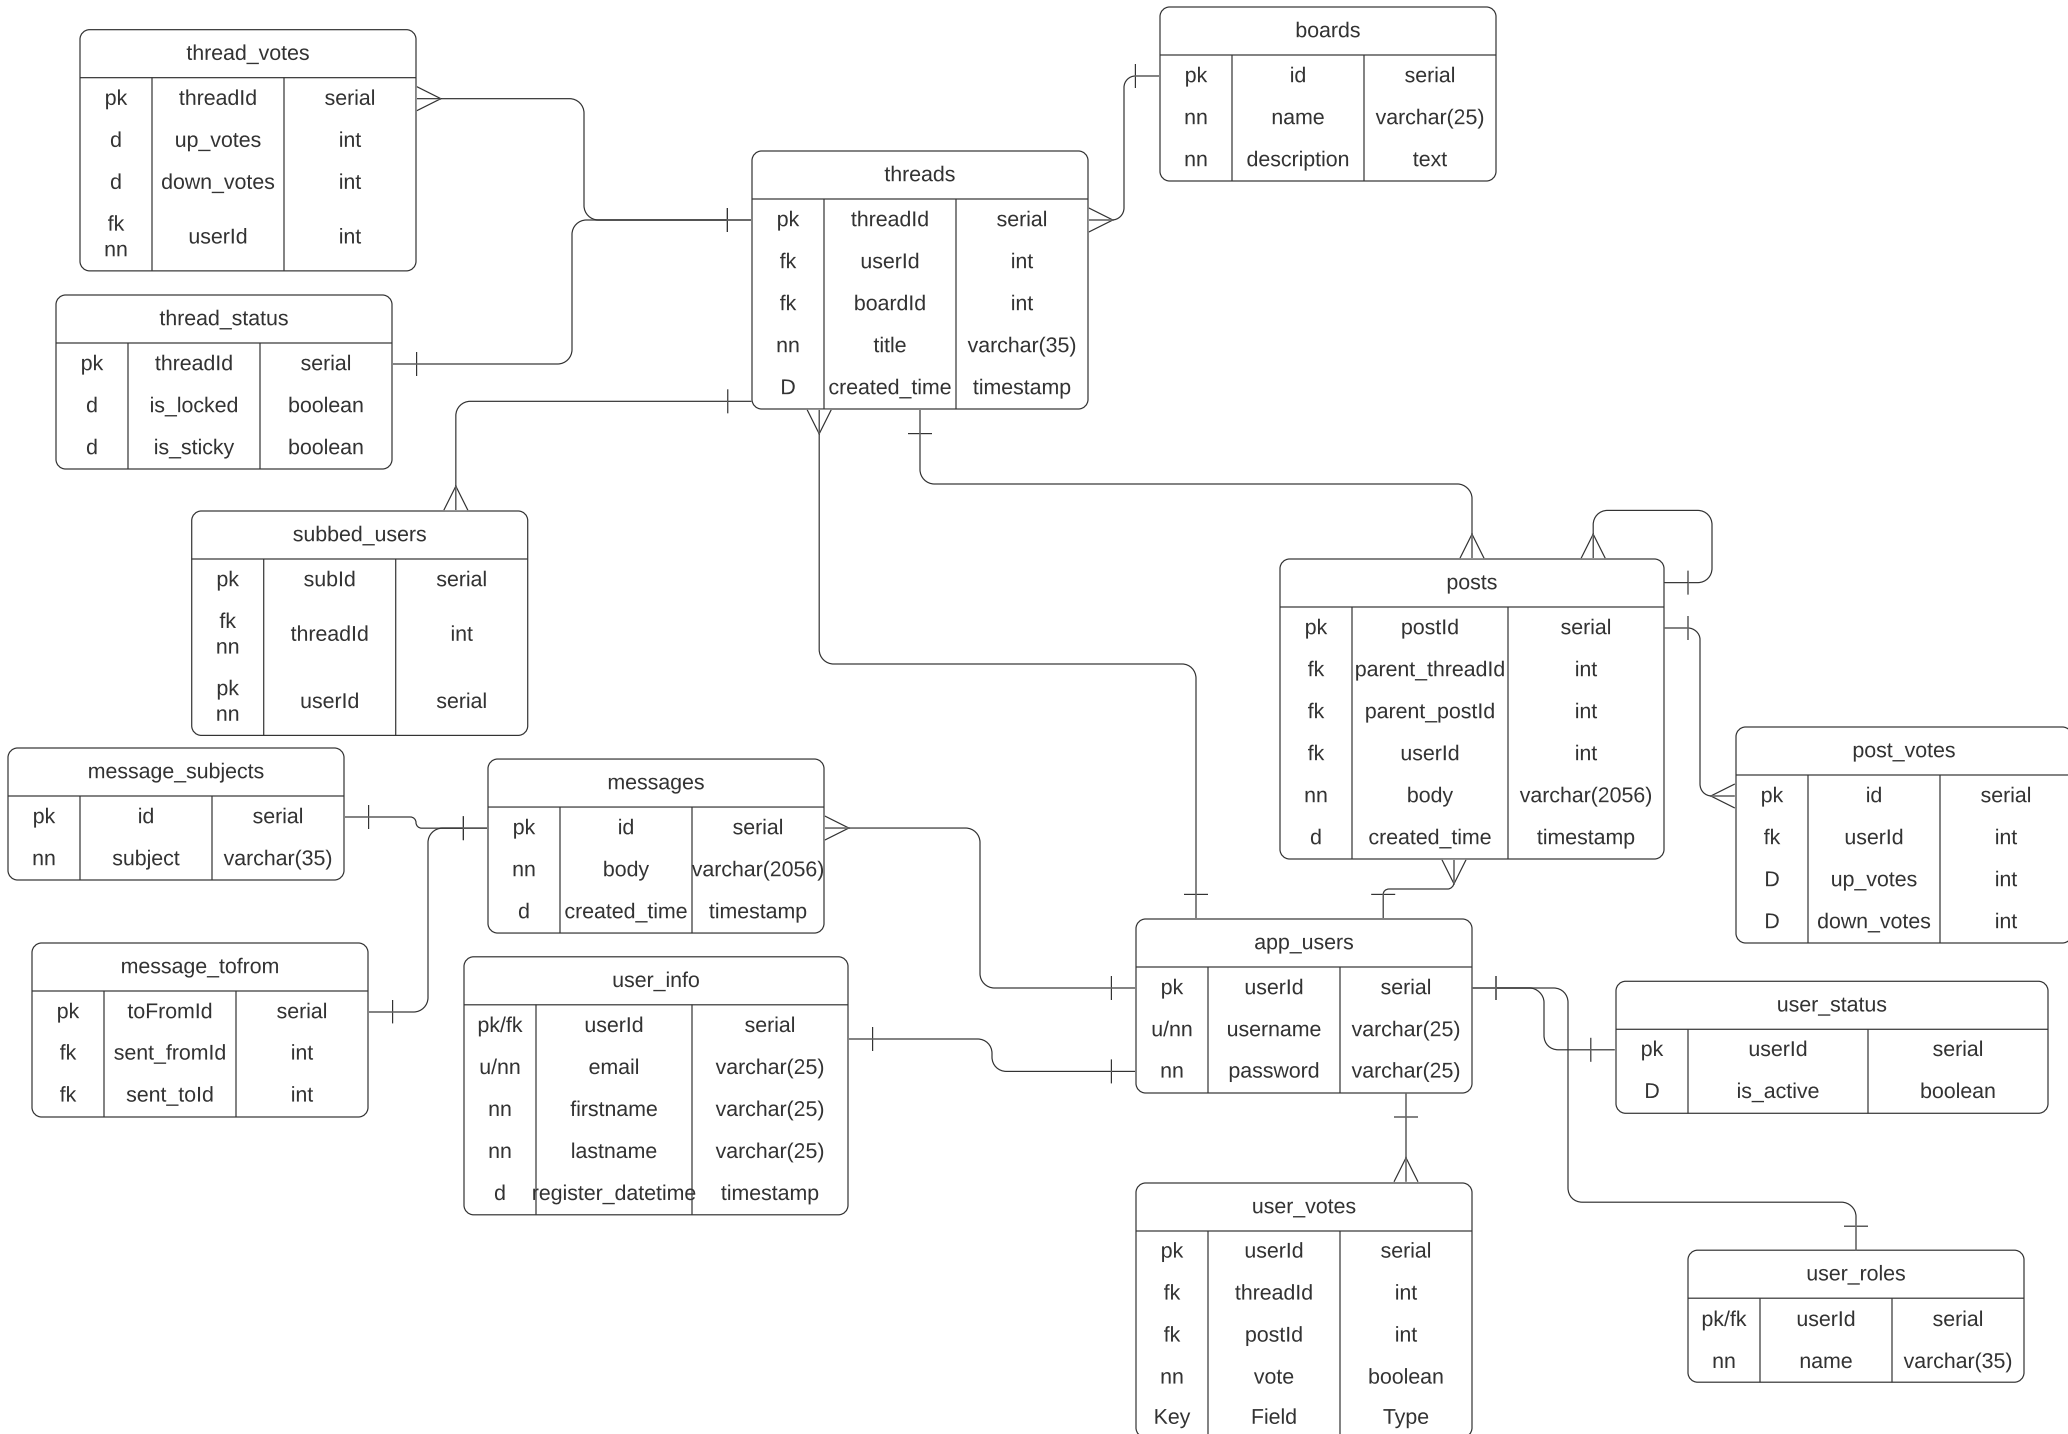 thread_votes
pk threadId serial
d up_votes int
d down_votes int
fk
nn userId int
boards
pk id serial
nn name varchar(25)
nn description text
threads
pk threadId serial
fk userId int
fk boardId int
nn title varchar(35)
D created_time timestamp
thread_status
pk threadId serial
d is_locked boolean
d is_sticky boolean
subbed_users
pk subId serial
fk
nn threadId int
pk
nn userId serial
posts
pk postId serial
fk parent_threadId int
fk parent_postId int
fk userId int
nn body varchar(2056)
d created_time timestamp
post_votes
pk id serial
fk userId int
D up_votes int
D down_votes int
message_subjects
pk id serial
nn subject varchar(35)
messages
pk id serial
nn body varchar(2056)
d created_time timestamp
message_tofrom
pk toFromId serial
fk sent_fromId int
fk sent_toId int
user_info
pk/fk userId serial
u/nn email varchar(25)
nn firstname varchar(25)
nn lastname varchar(25)
d register_datetime timestamp
app_users
pk userId serial
u/nn username varchar(25)
nn password varchar(25)
user_status
pk userId serial
D is_active boolean
user_votes
pk userId serial
fk threadId int
fk postId int
nn vote boolean
Key Field Type
user_roles
pk/fk userId serial
nn name varchar(35)